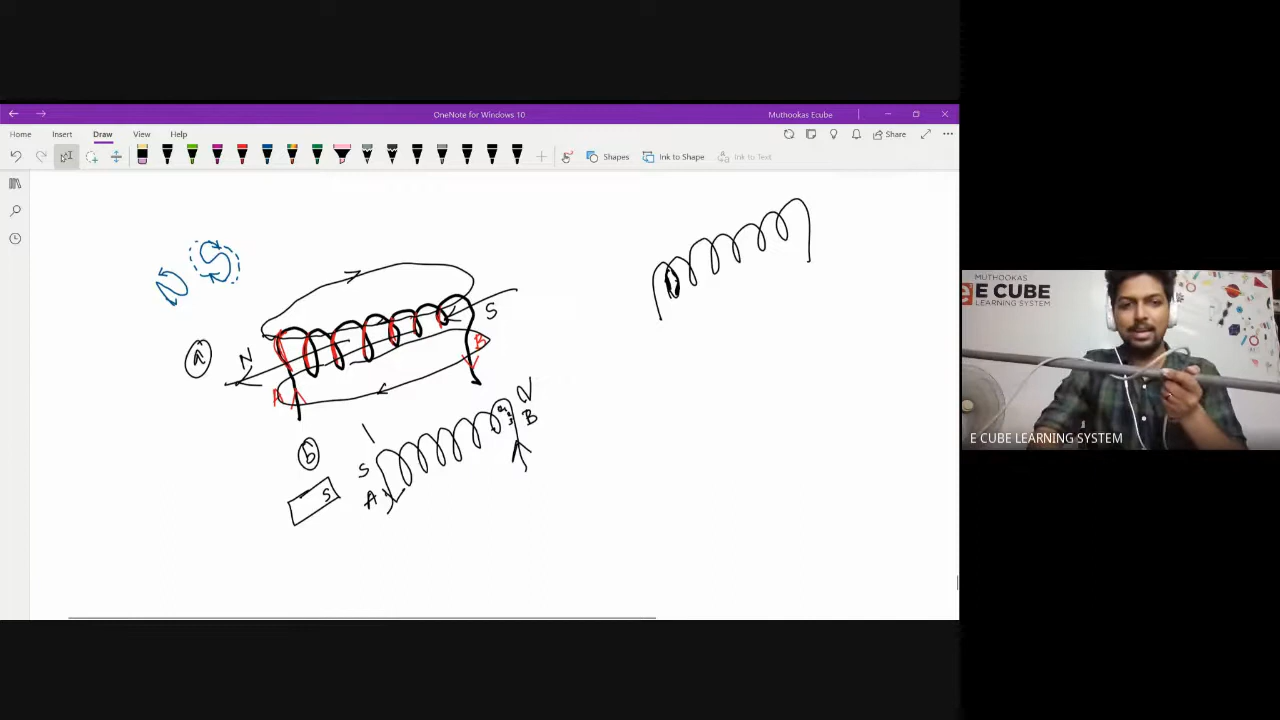 OneNote for Windows 10
Muthookas Ecube
Home Insert Draw View Help
Share
Shapes
Ink to Shape
Ink to Text
N S
a
N
S
A
B
b
S
S
A
N
B
MUTHOOKAS
E CUBE
LEARNING SYSTEM
E CUBE LEARNING SYSTEM